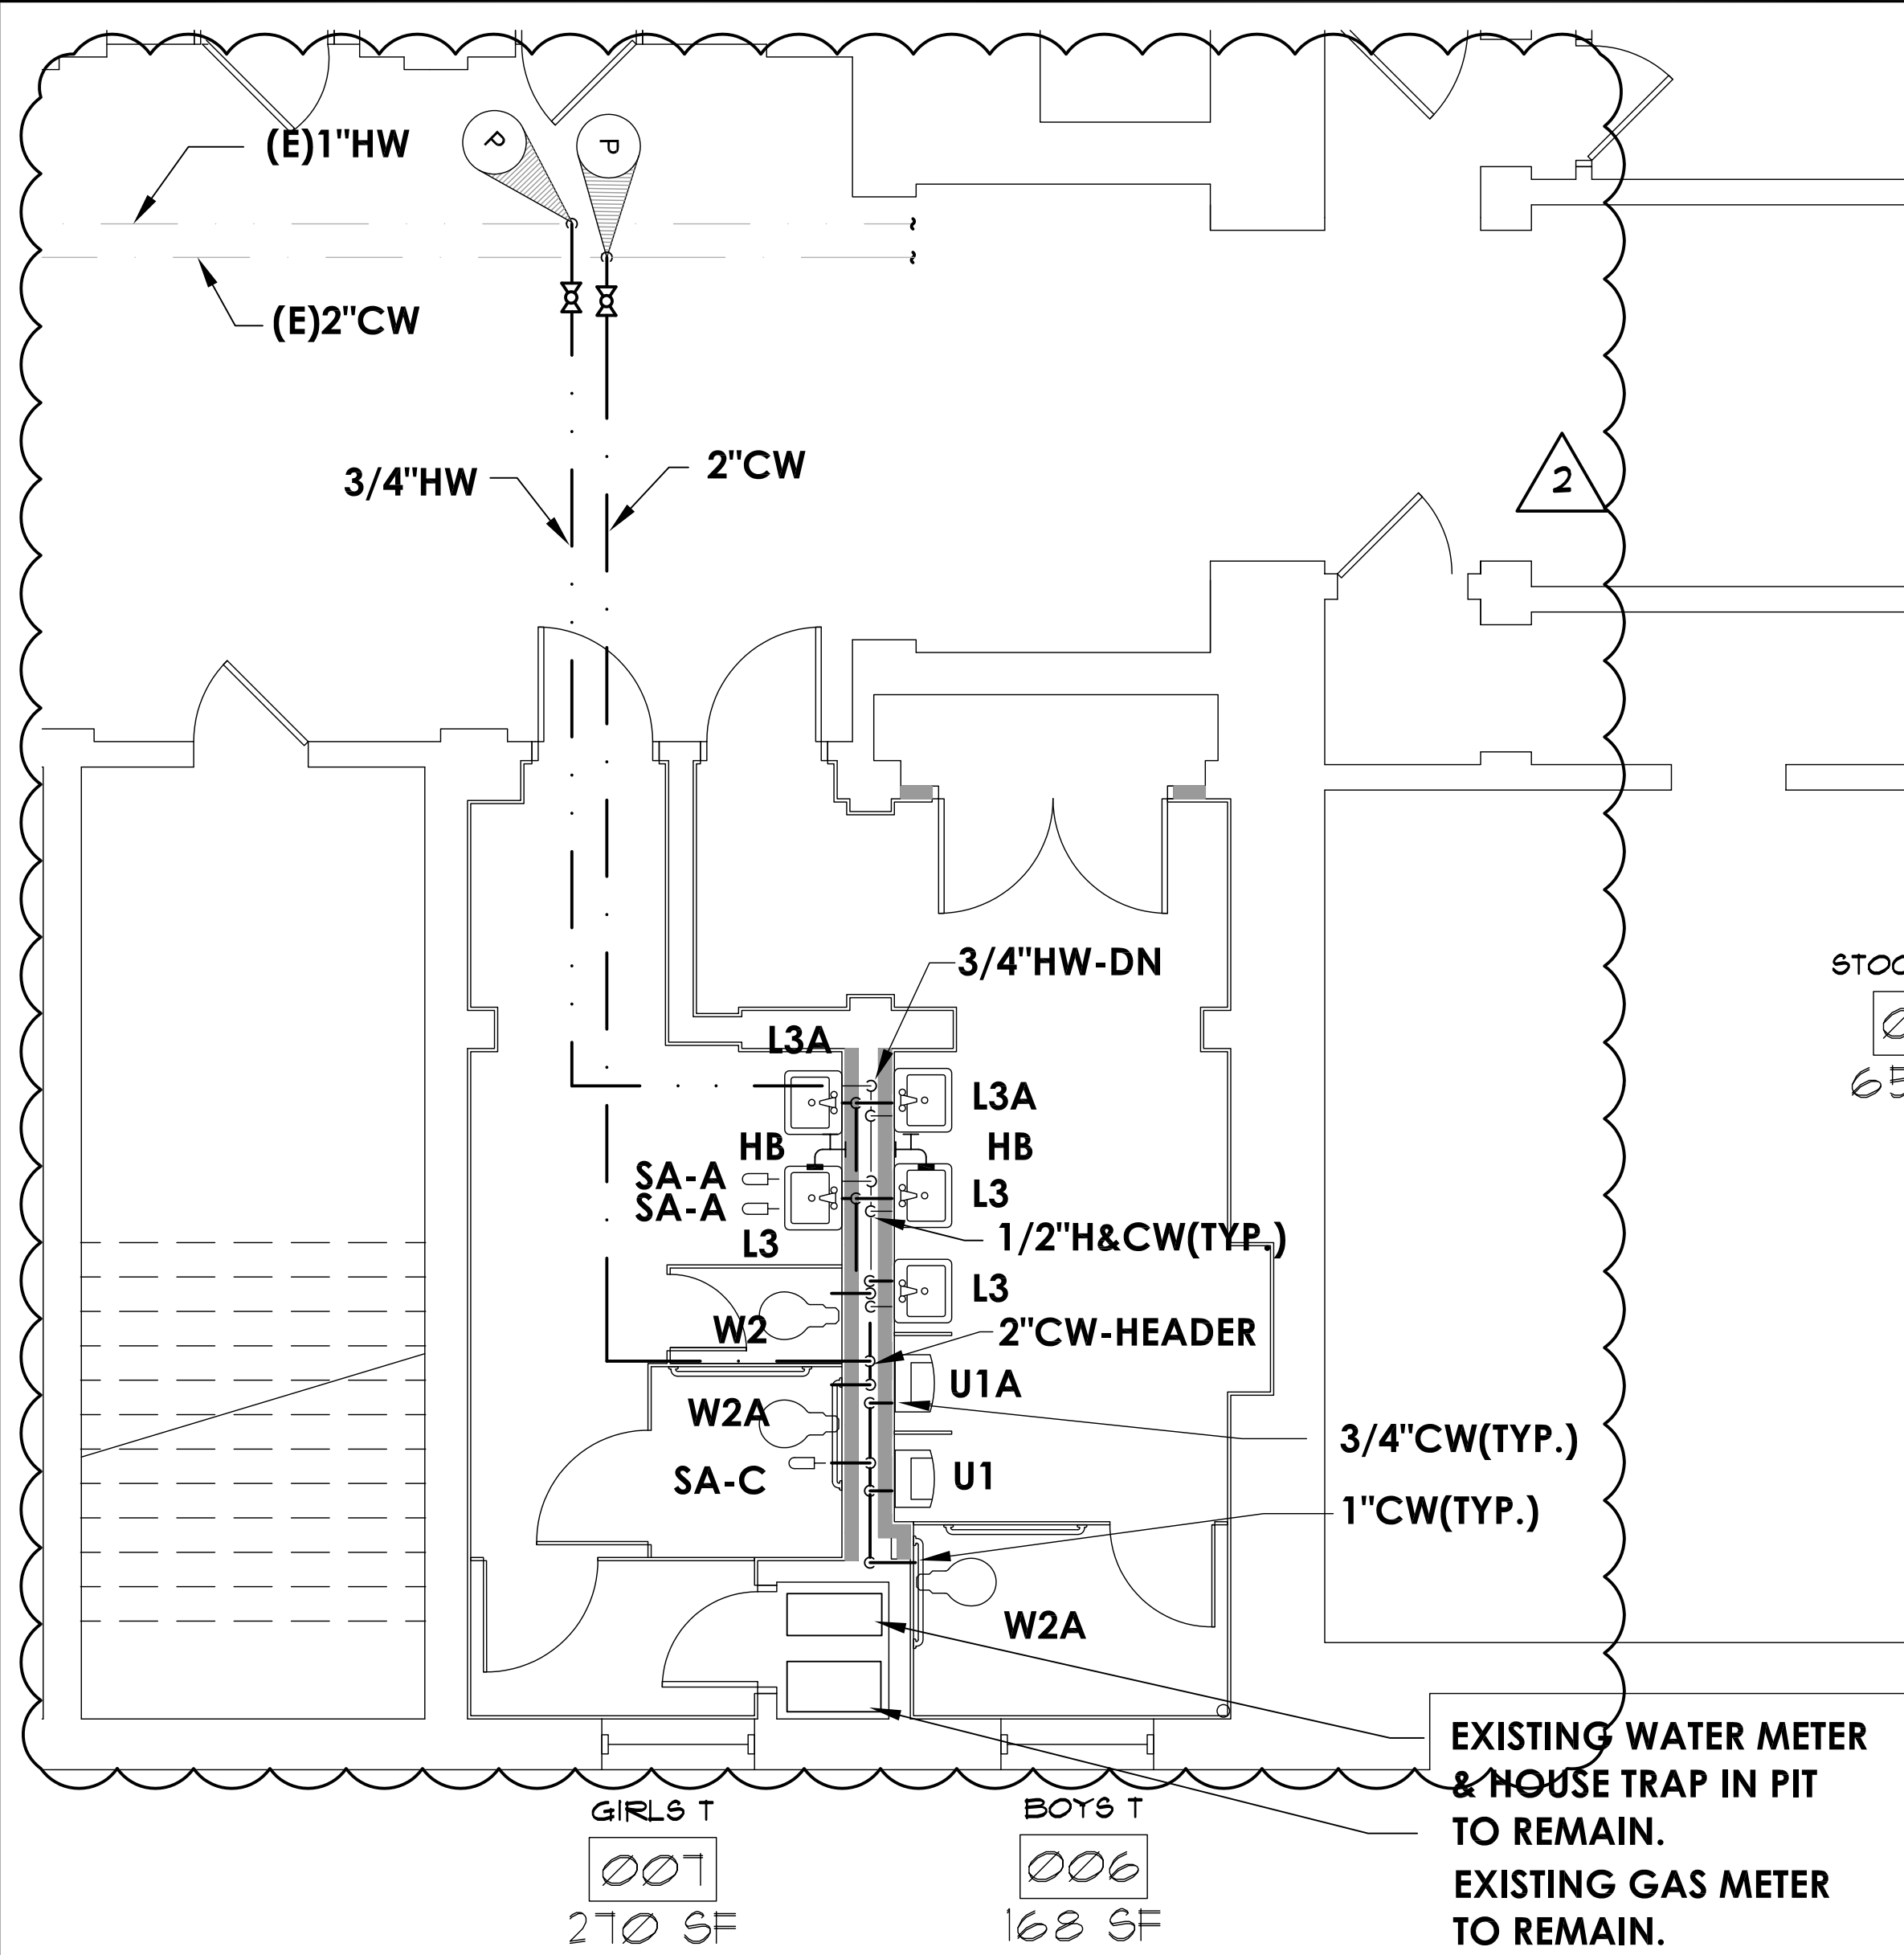 (E)1"HW
P
P
(E)2"CW
3/4"HW
2"CW
2
3/4"HW-DN
L3A
L3A
HB
HB
SA-A
SA-A
L3
L3
1/2"H&CW(TYP.)
L3
W2
2"CW-HEADER
U1A
W2A
3/4"CW(TYP.)
SA-C
U1
1"CW(TYP.)
W2A
EXISTING WATER METER
& HOUSE TRAP IN PIT
TO REMAIN.
EXISTING GAS METER
TO REMAIN.
GIRLS T
007
270 SF
BOYS T
006
168 SF